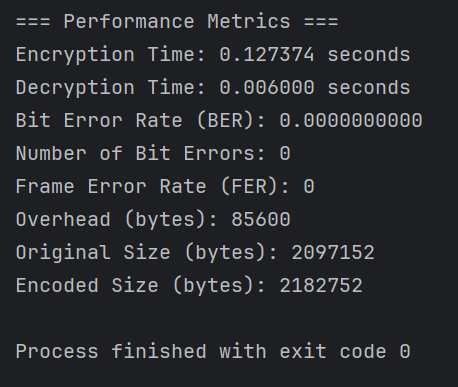 === Performance Metrics ===
Encryption Time: 0.127374 seconds
Decryption Time: 0.006000 seconds
Bit Error Rate (BER): 0.0000000000
Number of Bit Errors: 0
Frame Error Rate (FER): 0
Overhead (bytes): 85600
Original Size (bytes): 2097152
Encoded Size (bytes): 2182752
Process finished with exit code 0